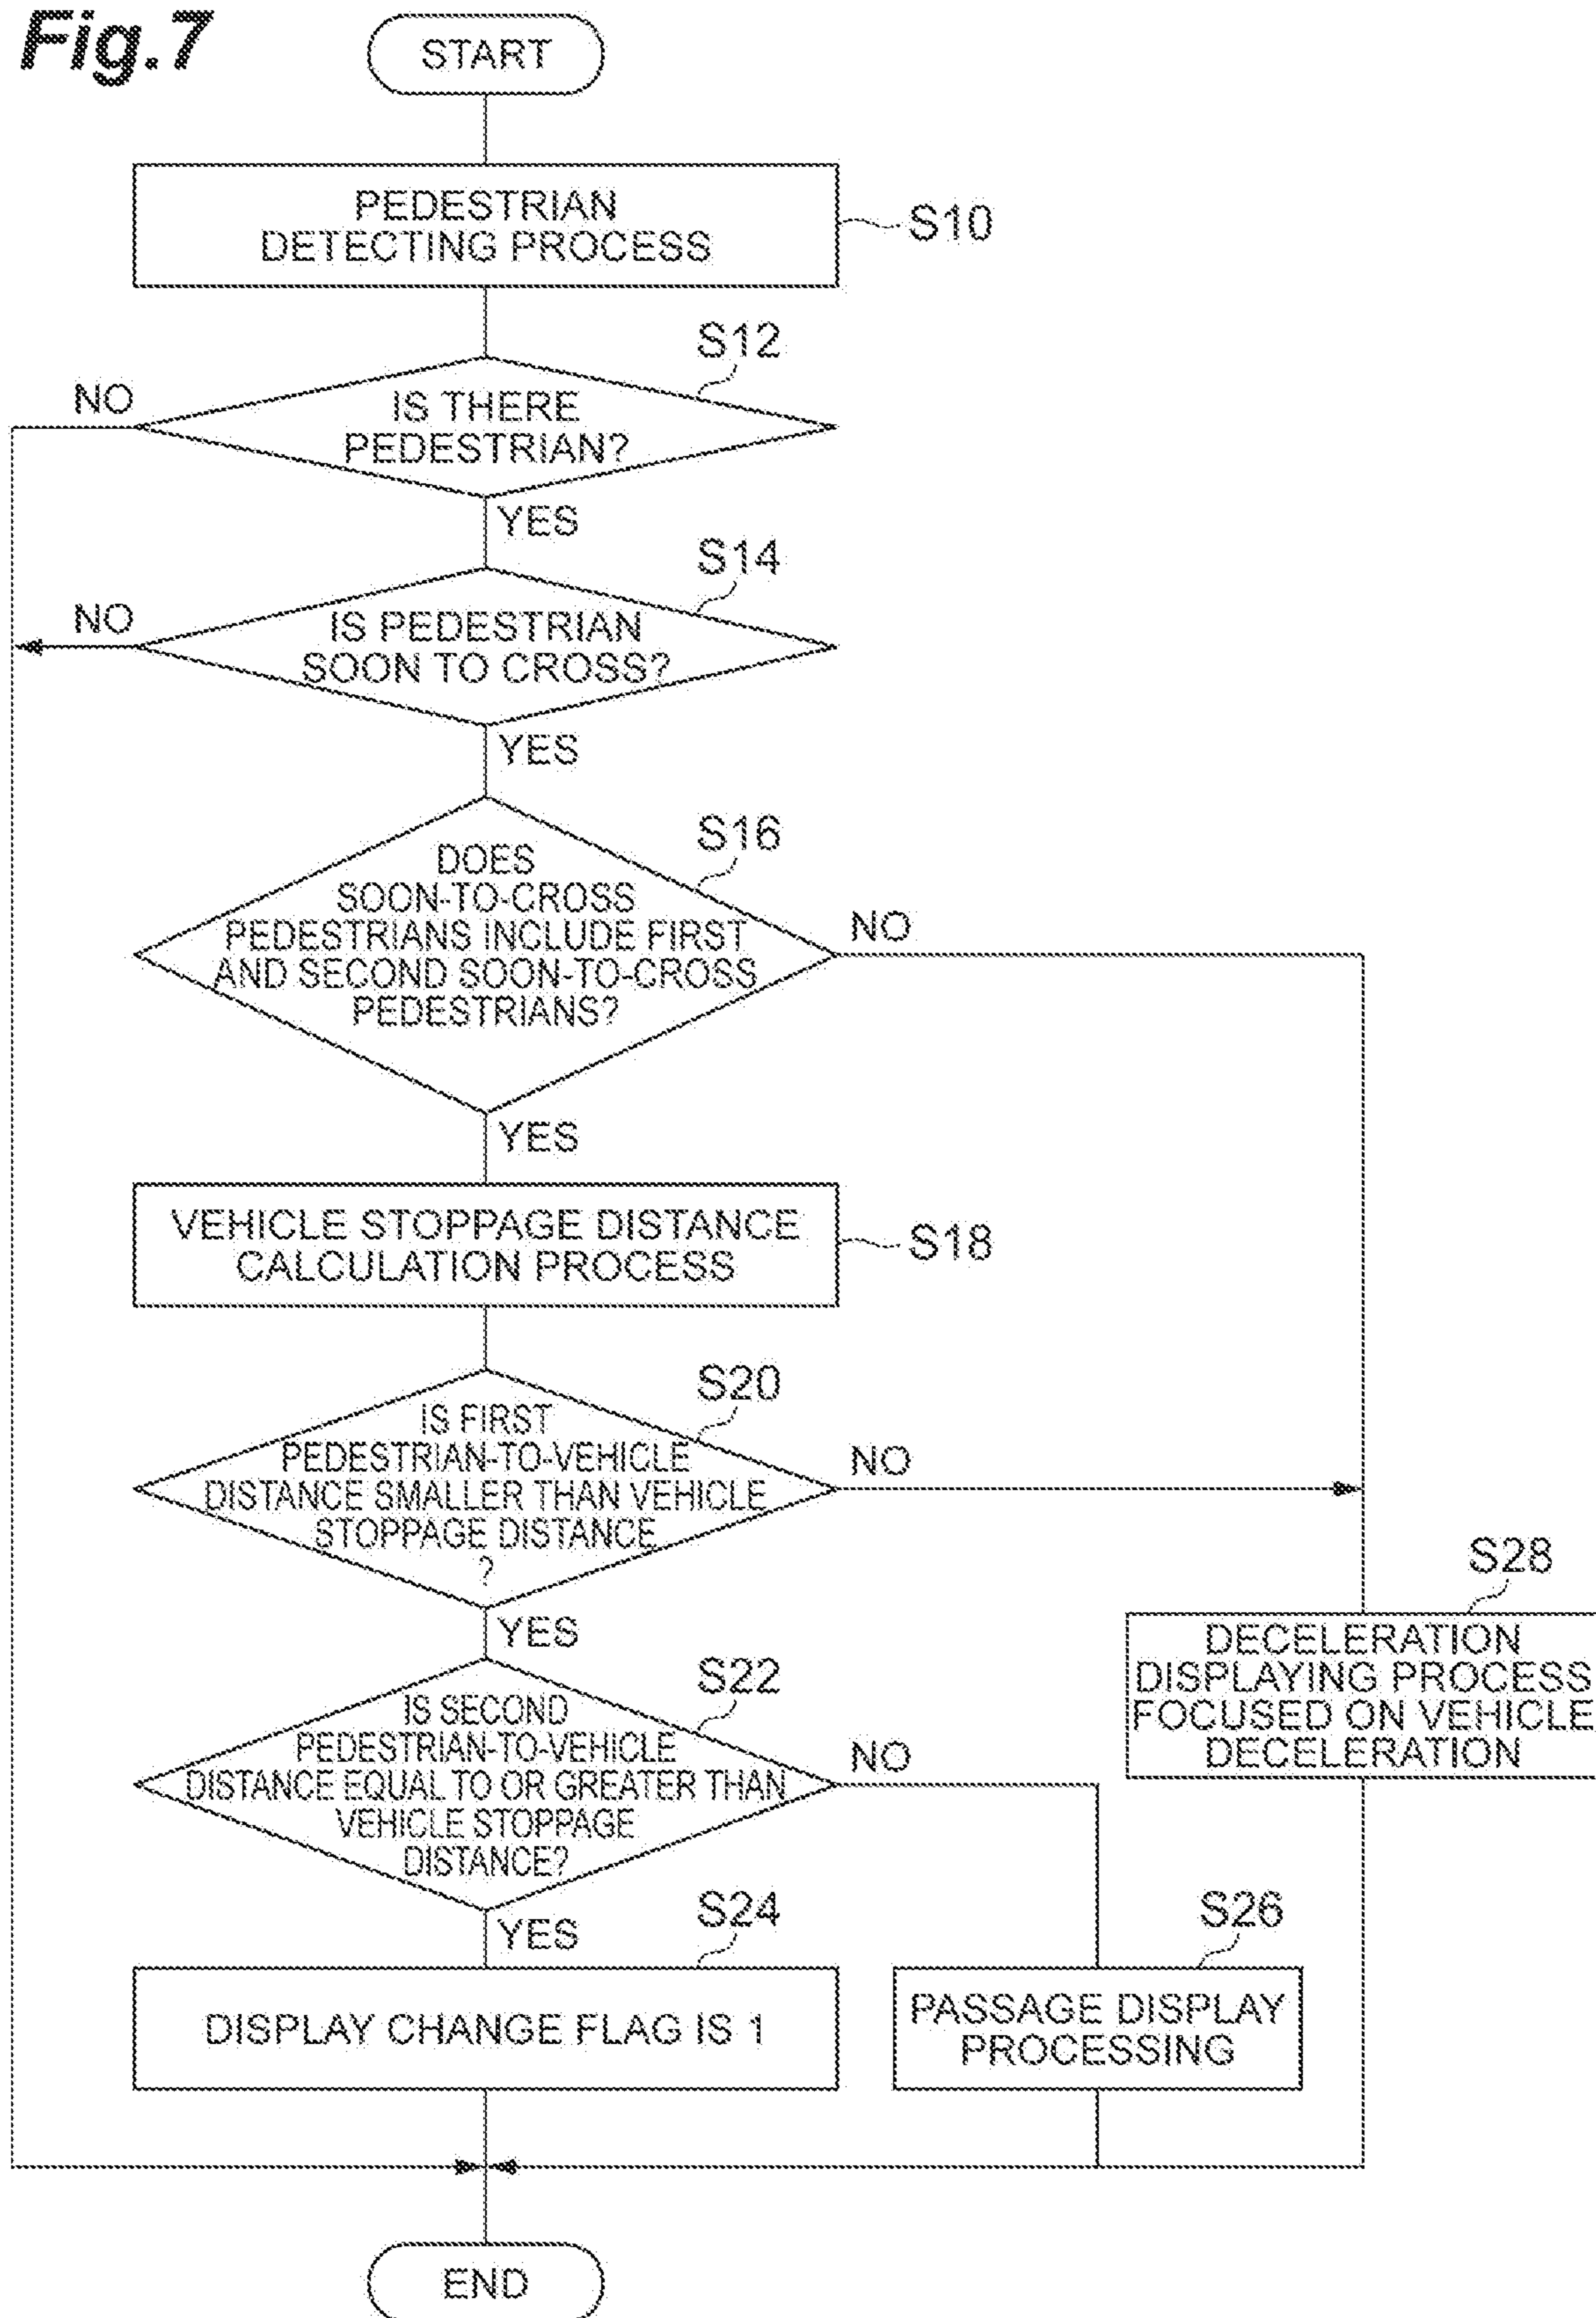 Fig.7
START
PEDESTRIAN
DETECTING PROCESS
S10
S12
NO
IS THERE
PEDESTRIAN?
YES
S14
NO
IS PEDESTRIAN
SOON TO CROSS?
YES
S16
DOES
SOON-TO-CROSS
PEDESTRIANS INCLUDE FIRST
AND SECOND SOON-TO-CROSS
PEDESTRIANS?
NO
YES
VEHICLE STOPPAGE DISTANCE
CALCULATION PROCESS
S18
S20
IS FIRST
PEDESTRIAN-TO-VEHICLE
DISTANCE SMALLER THAN VEHICLE
STOPPAGE DISTANCE
?
NO
YES
S28
DECELERATION
DISPLAYING PROCESS
FOCUSED ON VEHICLE
DECELERATION
S22
IS SECOND
PEDESTRIAN-TO-VEHICLE
DISTANCE EQUAL TO OR GREATER THAN
VEHICLE STOPPAGE
DISTANCE?
NO
YES
S24
DISPLAY CHANGE FLAG IS 1
S26
PASSAGE DISPLAY
PROCESSING
END